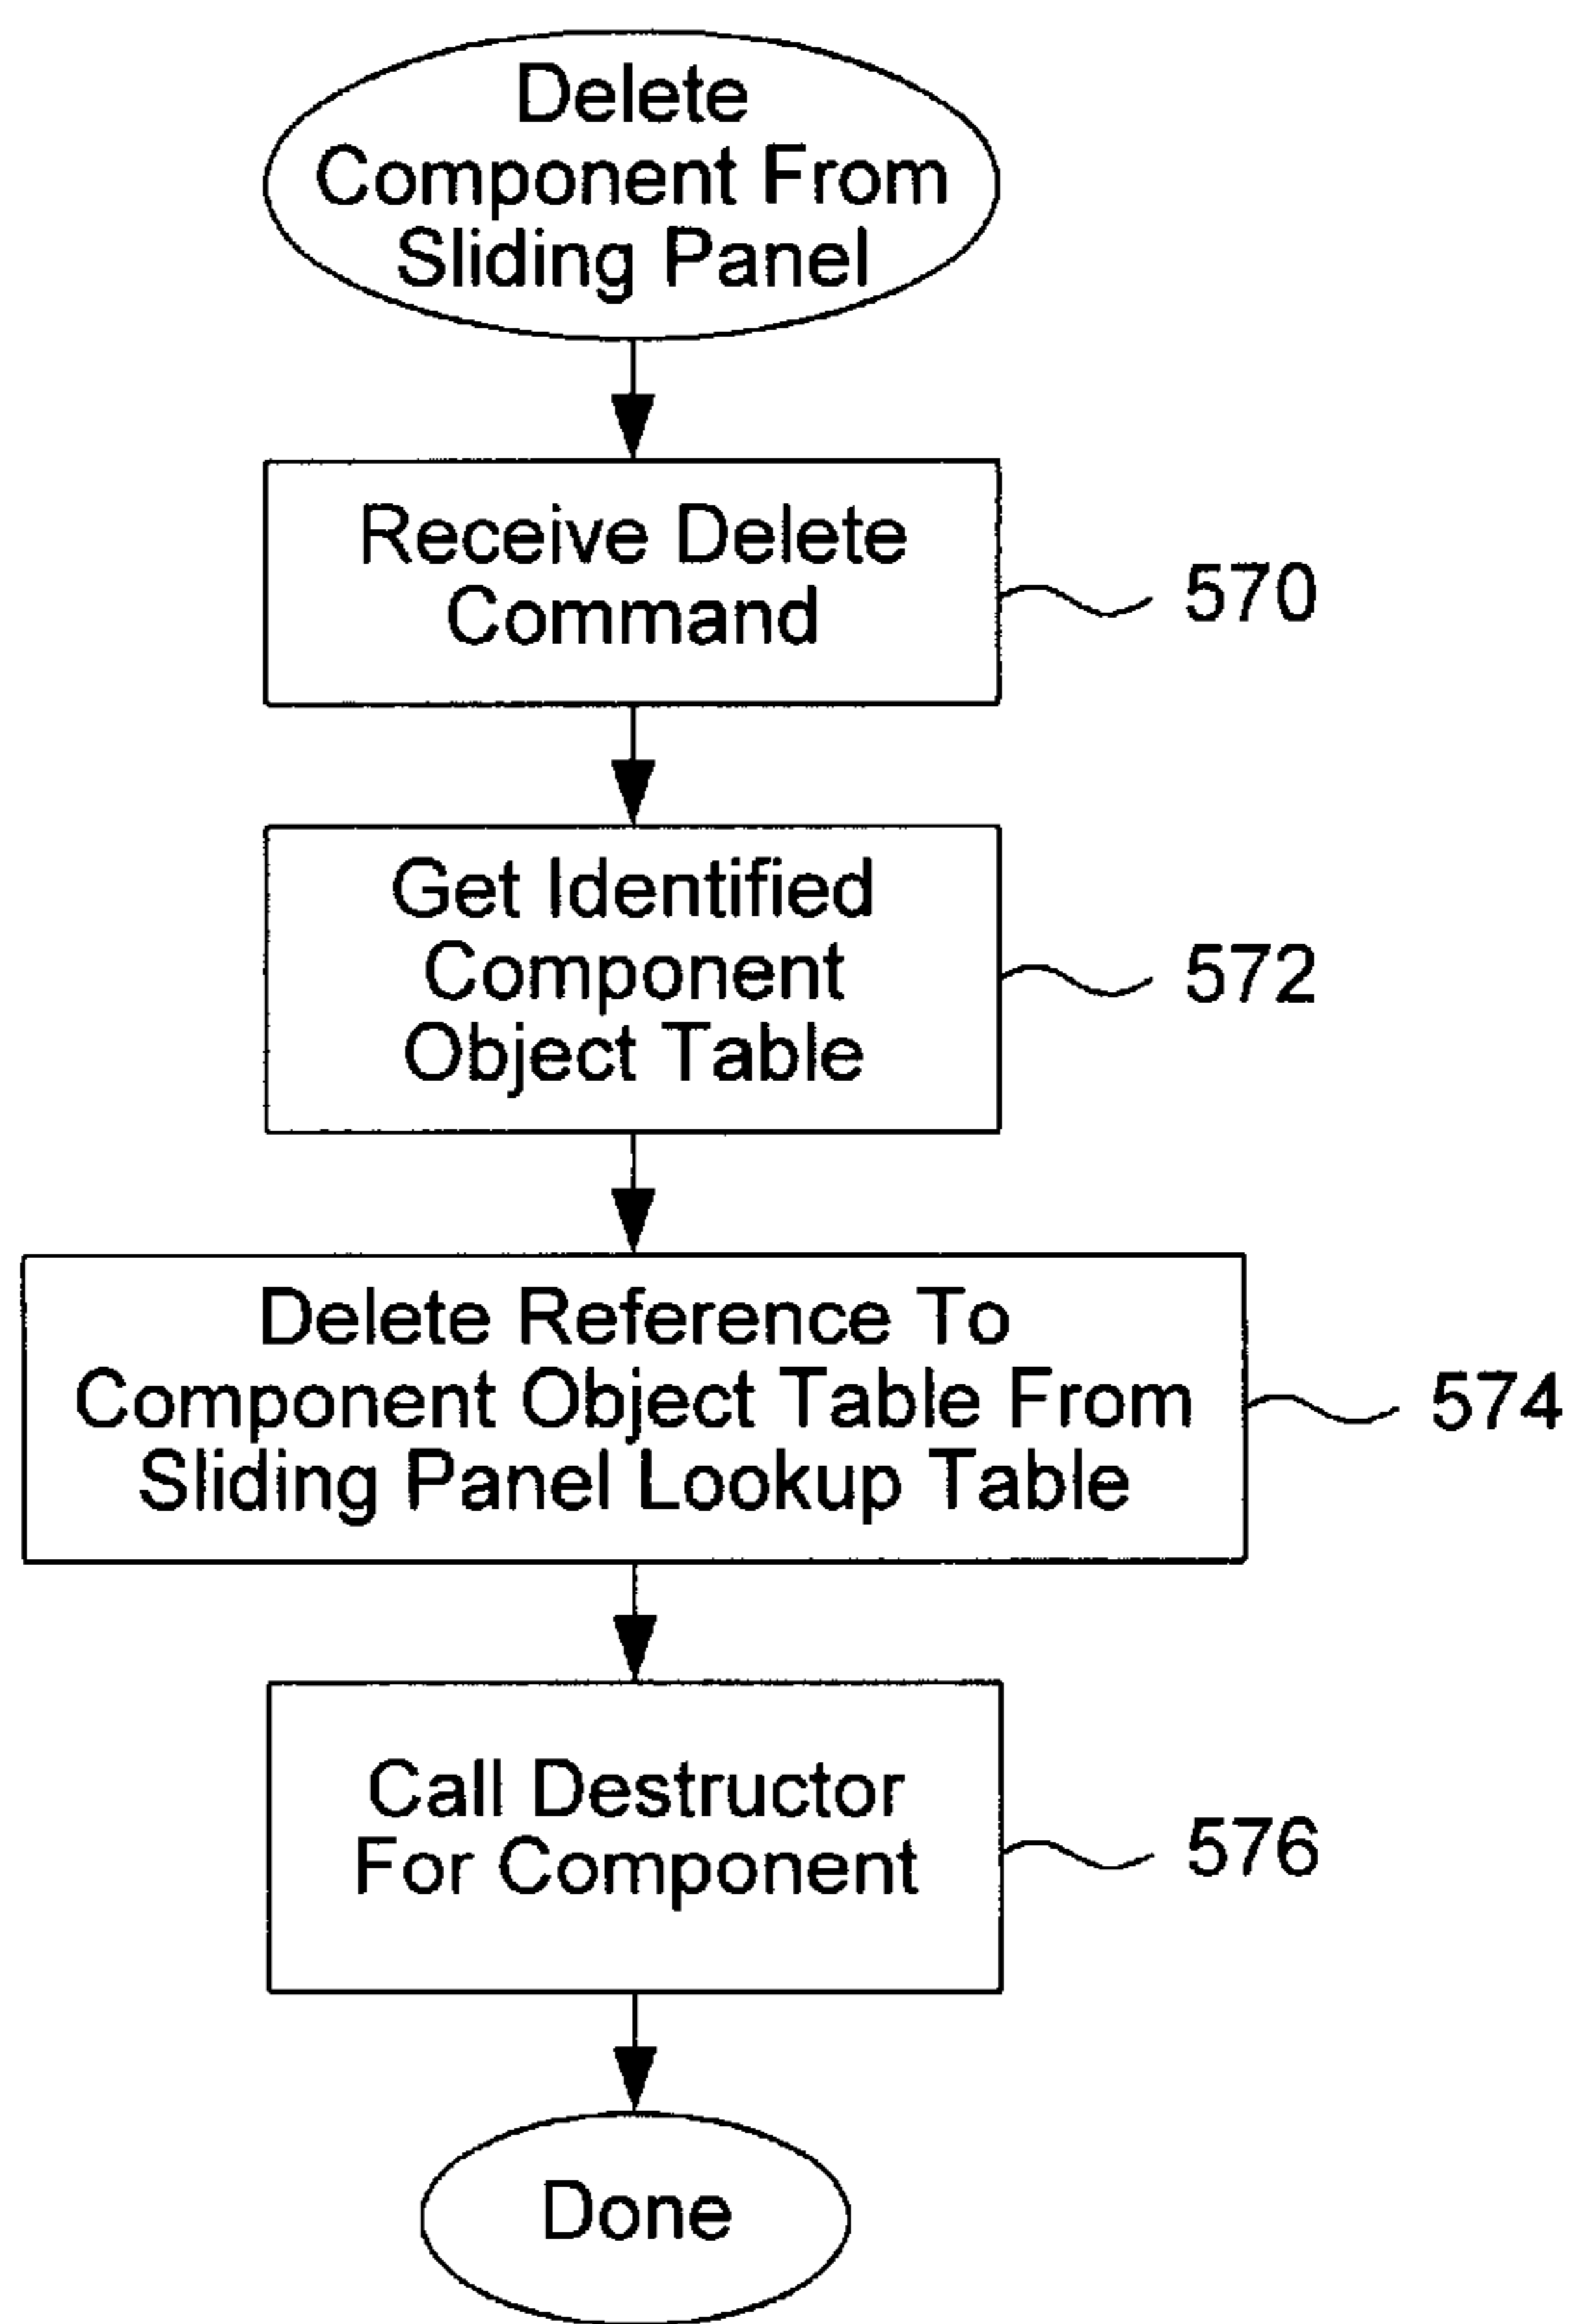 Delete
Component From
Sliding Panel
Receive Delete
Command
570
Get Identified
Component
Object Table
572
Delete Reference To
Component Object Table From
Sliding Panel Lookup Table
574
Call Destructor
For Component
576
Done